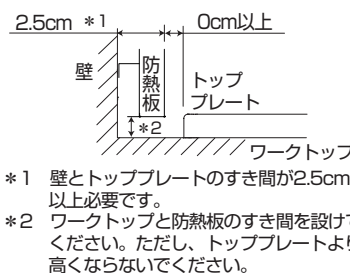 2.5cm *1 0cm以上
壁
防熱板
トップ
プレート
*2
ワークトップ
*1 壁とトッププレートのすき間が2.5cm
以上必要です。
*2 ワークトップと防熱板のすき間を設けて
ください。ただし、トッププレートより
高くならないでください。